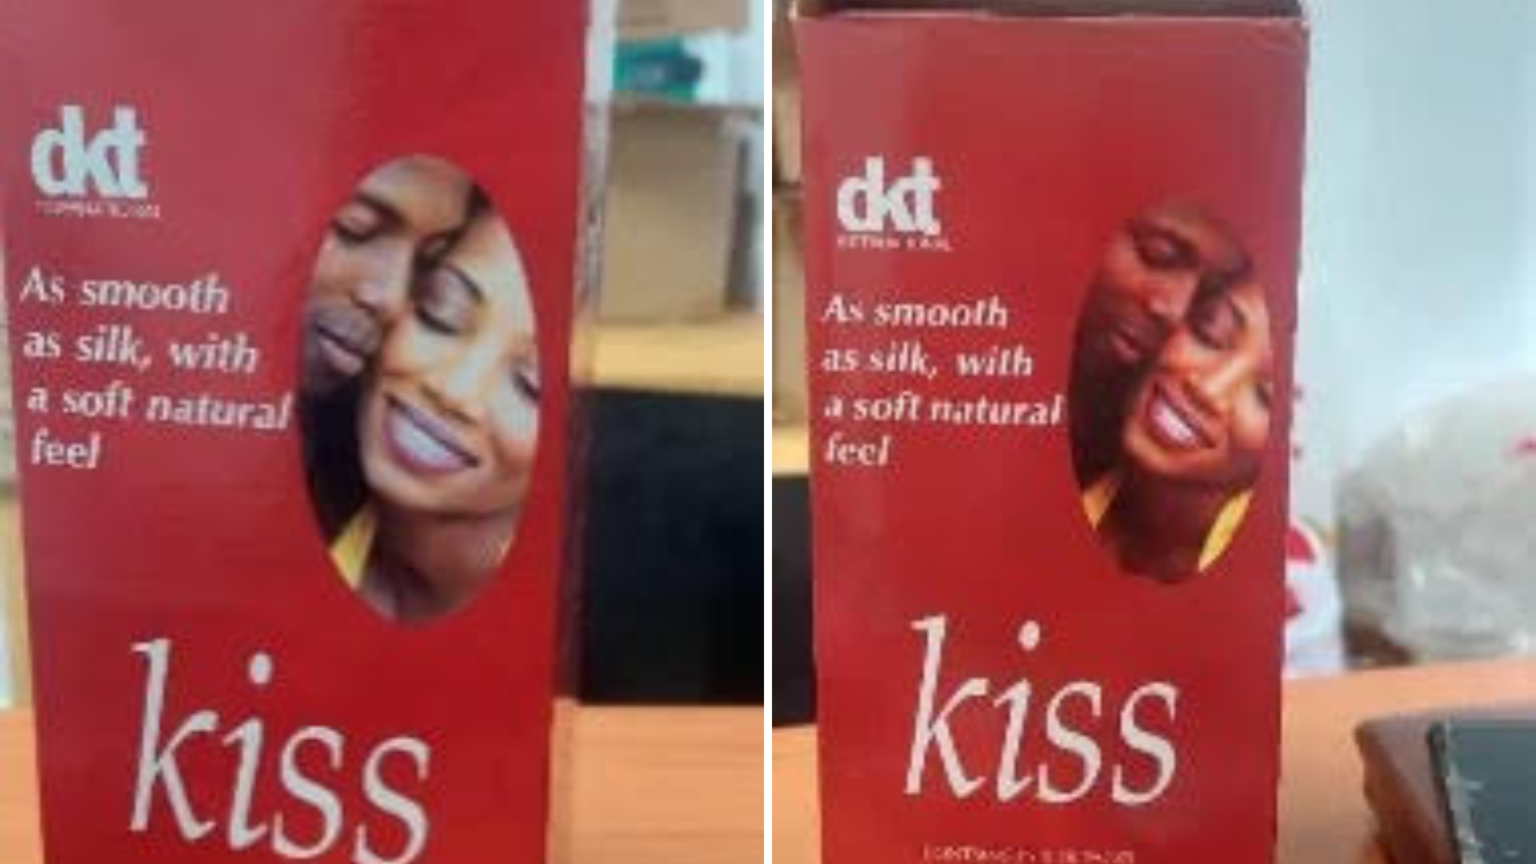 dkt
As smooth
as silk, with
a soft natural
feel
kiss
dkt
As smooth
as silk, with
a soft natural
feel
kiss